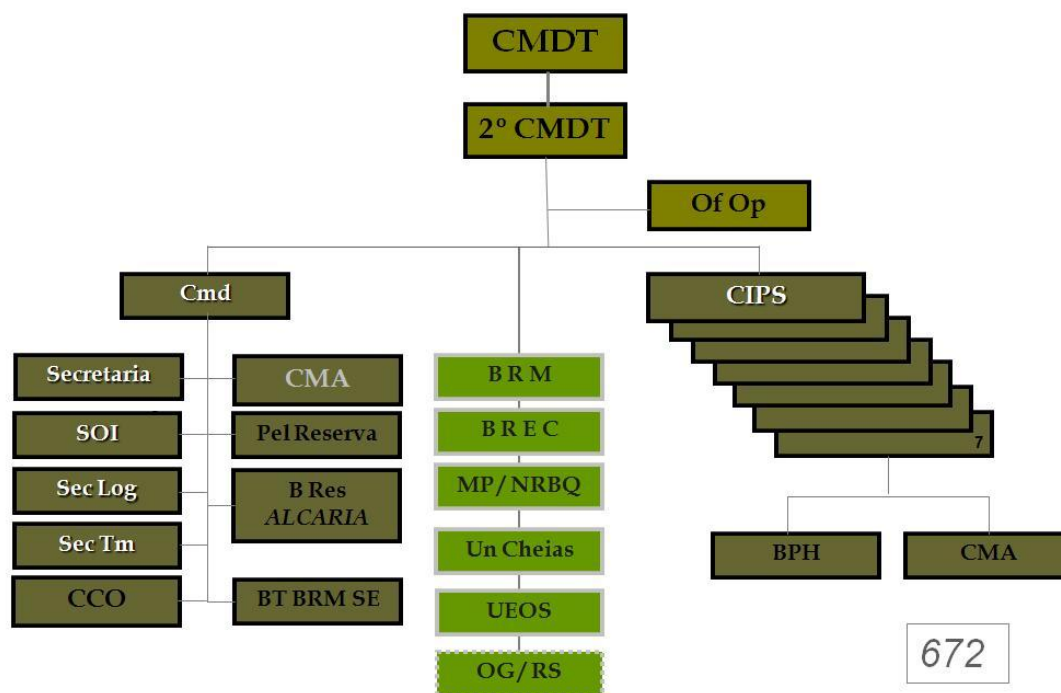 CMDT
2º CMDT
Of Op
Cmd
CIPS
Secretaria
CMA
B R M
SOI
Pel Reserva
B R E C
7
Sec Log
B Res
ALCARIA
MP/NRBQ
Sec Tm
Un Cheias
BPH
CMA
CCO
BT BRM SE
UEOS
OG/RS
672